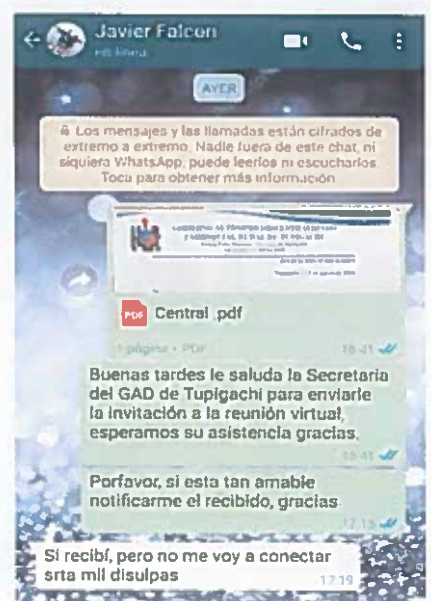 Javier Falcon
AYER
Los mensajes y las llamadas están cifrados de
extremo a extremo. Nadie fuera de este chat, ni
siquiera WhatsApp, puede leerlos ni escucharlos.
Toca para obtener más información
PDF Central .pdf
1 página • PDF 16:41
Buenas tardes le saluda la Secretaria
del GAD de Tupigachi para enviarle
la invitación a la reunión virtual,
esperamos su asistencia gracias.
16:41
Porfavor, si esta tan amable
notificarme el recibido, gracias
17:15
Si recibí, pero no me voy a conectar
srta mil disulpas 17:19